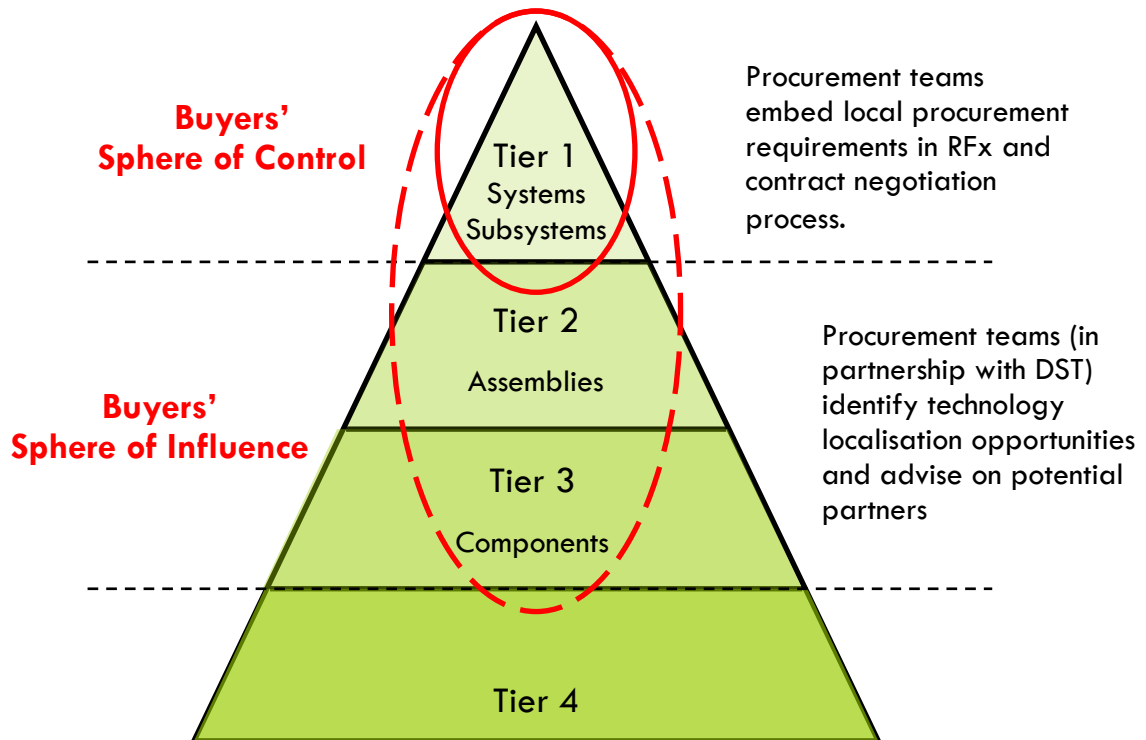 Buyers’
Sphere of Control
Tier 1
Systems
Subsystems
Procurement teams
embed local procurement
requirements in RFx and
contract negotiation
process.
Buyers’
Sphere of Influence
Tier 2
Assemblies
Tier 3
Components
Procurement teams (in
partnership with DST)
identify technology
localisation opportunities
and advise on potential
partners
Tier 4